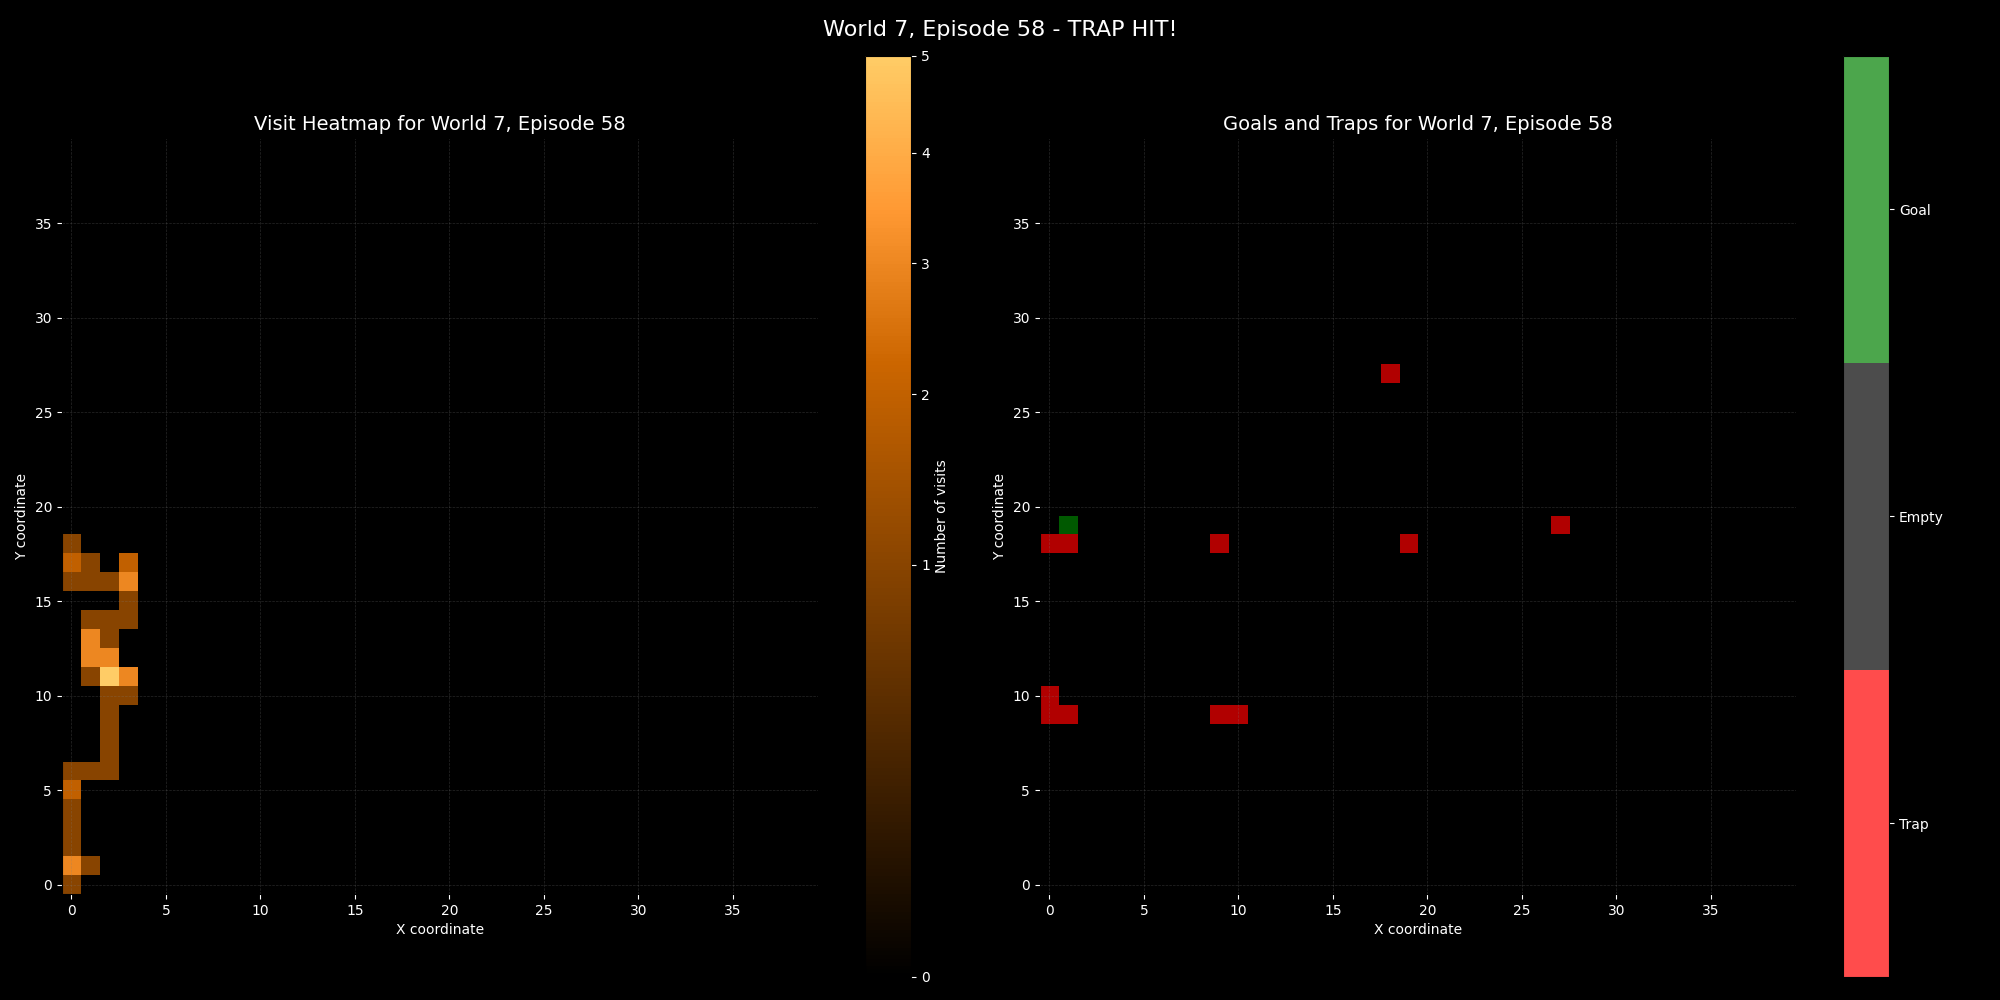 World 7, Episode 58 - TRAP HIT!
Visit Heatmap for World 7, Episode 58
35
30
25
20
15
10
5
0
0 5 10 15 20 25 30 35
X coordinate
Y coordinate
5
4
3
2
1
0
Number of visits
Goals and Traps for World 7, Episode 58
35
30
25
20
15
10
5
0
0 5 10 15 20 25 30 35
X coordinate
Y coordinate
Goal
Empty
Trap